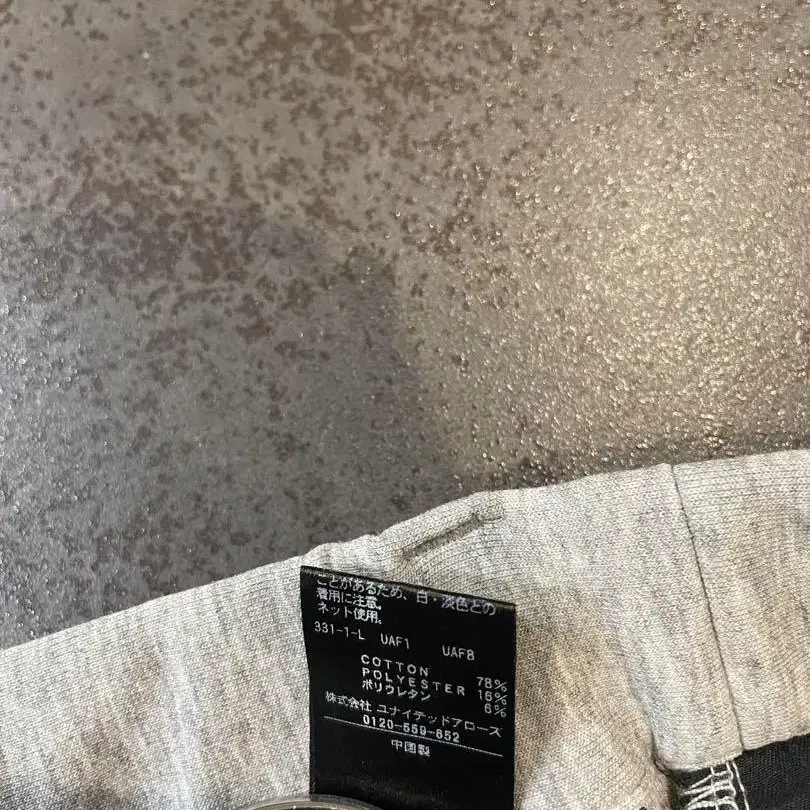 ことがあるため、白・淡色との
着用に注意。
ネット使用。
331-1-L UAF1 UAF8
COTTON 78%
POLYESTER 16%
ポリウレタン 6%
株式会社 ユナイテッドアローズ
0120-559-652
中国製